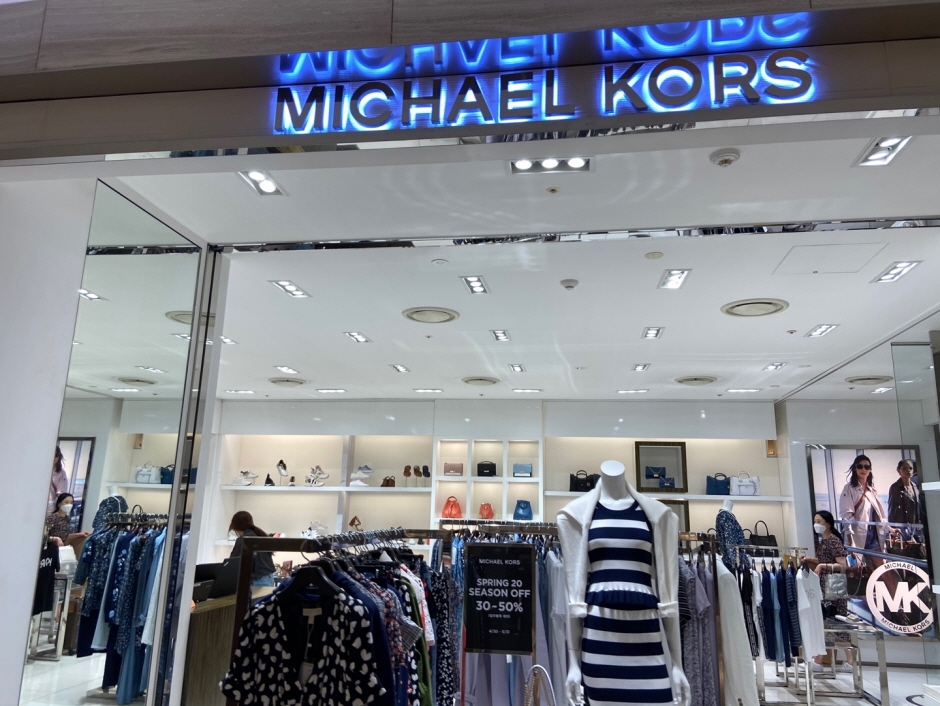 MICHAEL KORS
MICHAEL KORS
SPRING 20
SEASON OFF
30-50%
MICHAEL
MK
MICHAEL KORS